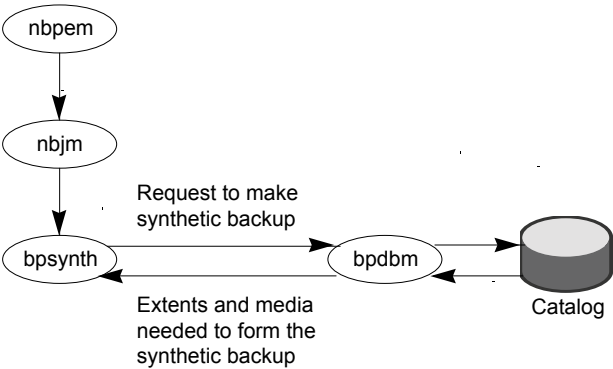 nbpem
nbjm
Request to make
synthetic backup
bpsynth
bpdbm
Catalog
Extents and media
needed to form the
synthetic backup